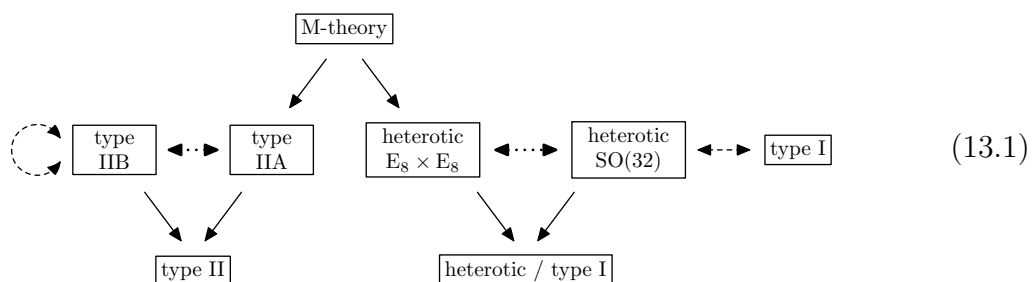 M-theory
type
IIB
type
IIA
heterotic
E₈ × E₈
heterotic
SO(32)
type I
(13.1)
type II
heterotic / type I